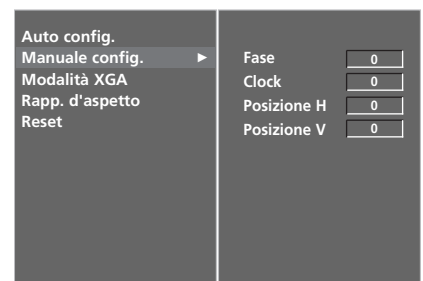 Auto config.
Manuale config. ►
Modalità XGA
Rapp. d'aspetto
Reset
Fase 0
Clock 0
Posizione H 0
Posizione V 0